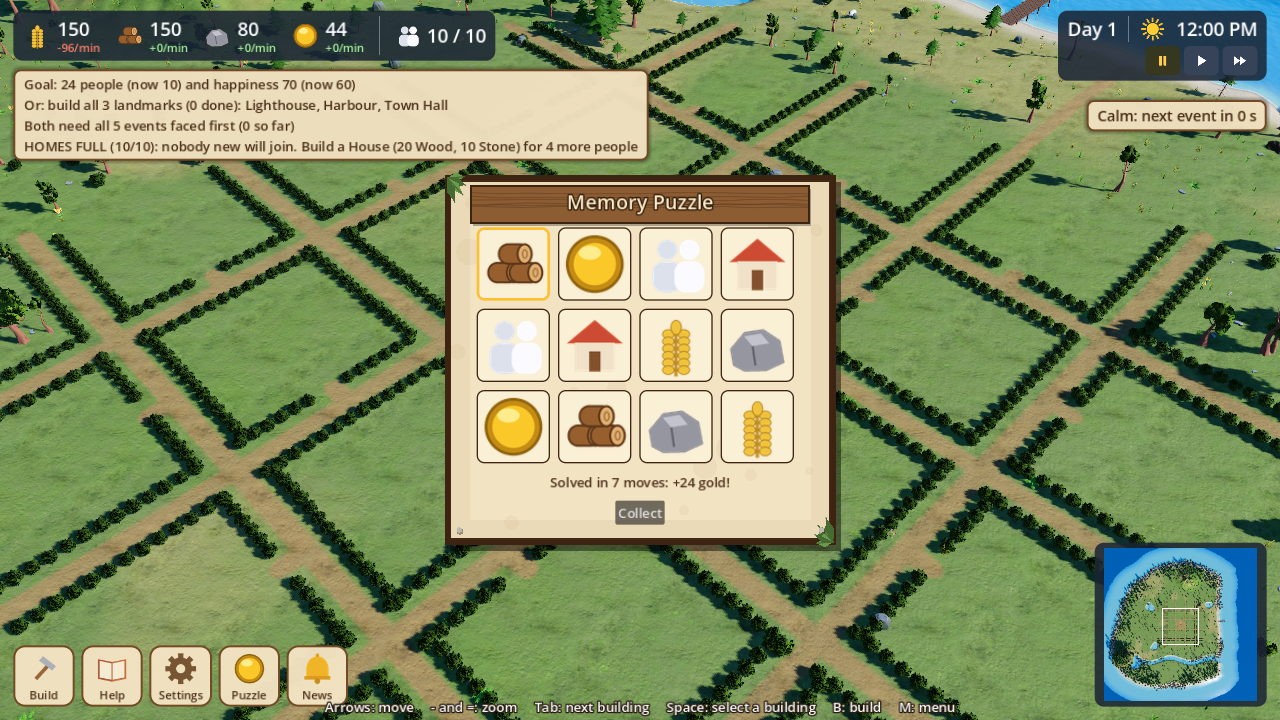 150
-96/min
150
+0/min
80
+0/min
44
+0/min
10 / 10
Day 1
12:00 PM
Goal: 24 people (now 10) and happiness 70 (now 60)
Or: build all 3 landmarks (0 done): Lighthouse, Harbour, Town Hall
Both need all 5 events faced first (0 so far)
HOMES FULL (10/10): nobody new will join. Build a House (20 Wood, 10 Stone) for 4 more people
Calm: next event in 0 s
Memory Puzzle
Solved in 7 moves: +24 gold!
Collect
Build
Help
Settings
Puzzle
News
Arrows: move - and =: zoom Tab: next building Space: select a building B: build M: menu